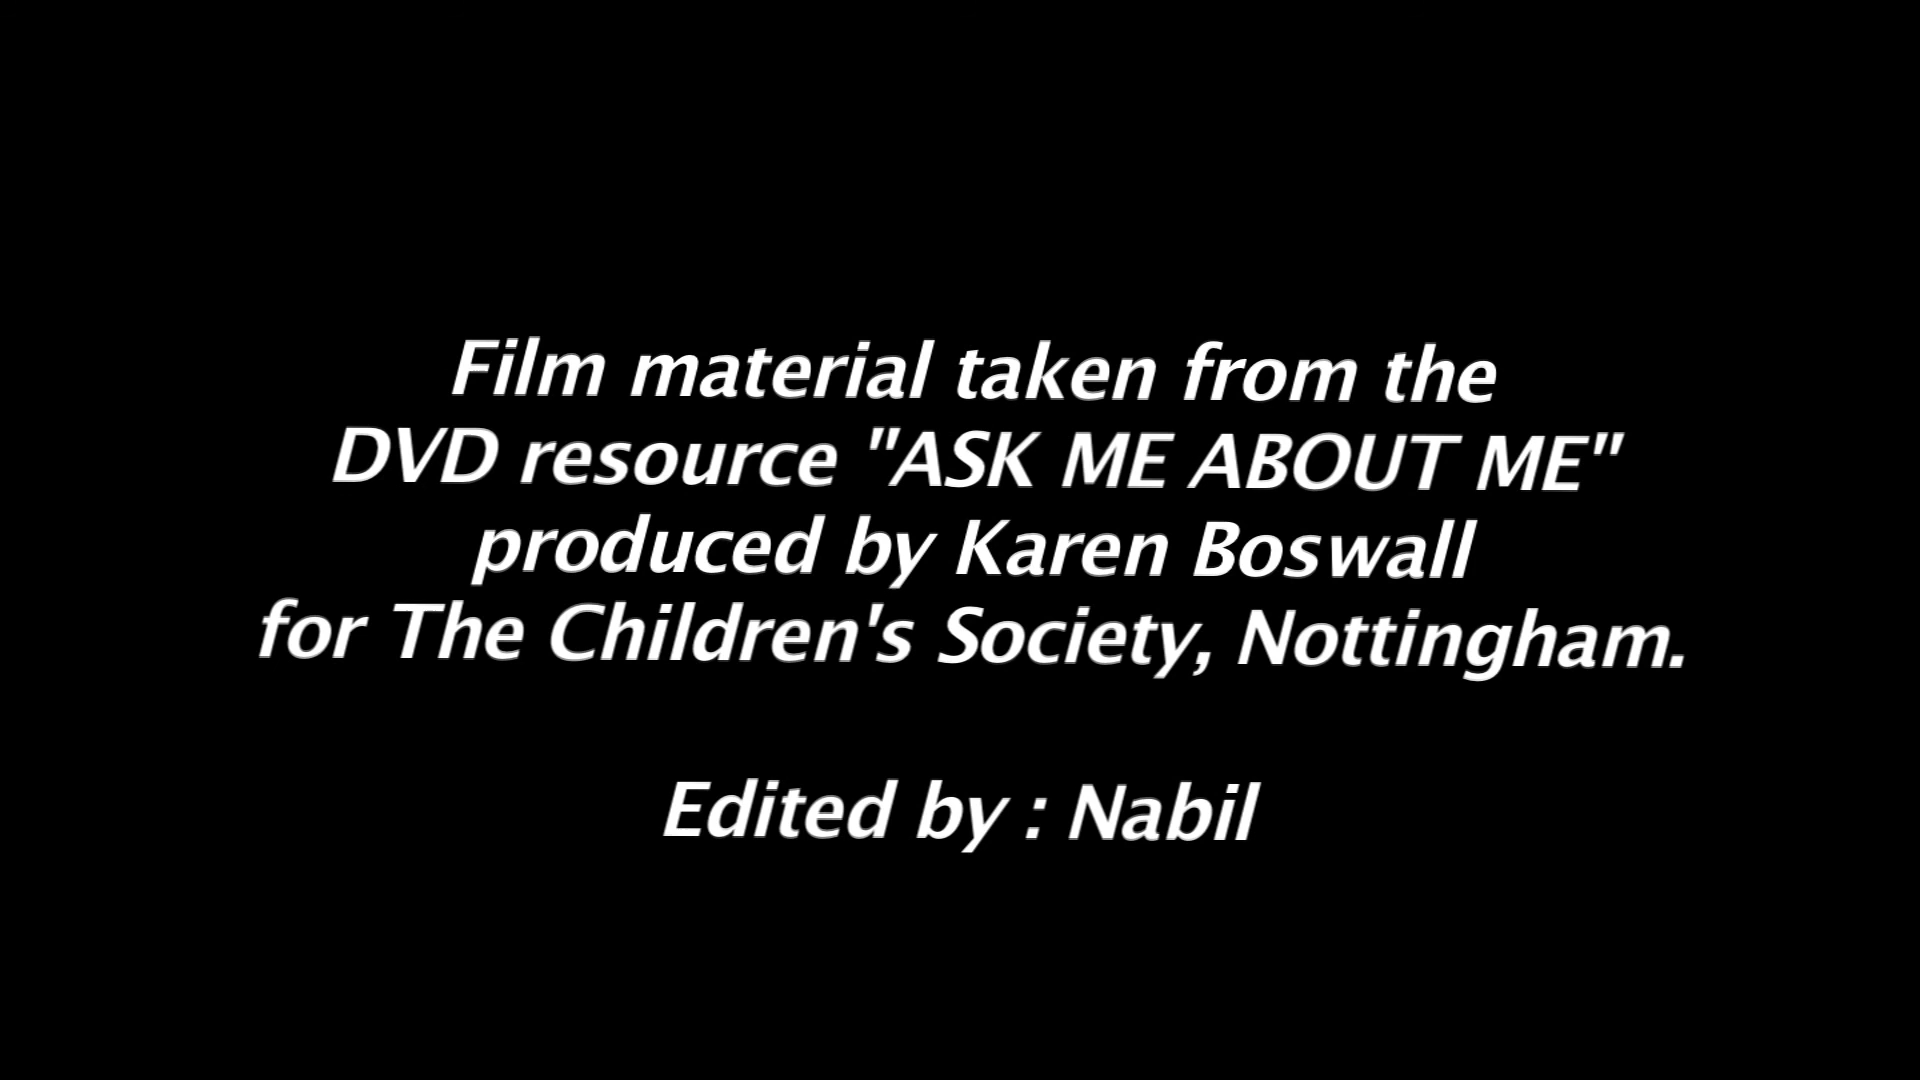 Film material taken from the
DVD resource "ASK ME ABOUT ME"
produced by Karen Boswall
for The Children's Society, Nottingham.
Edited by : Nabil